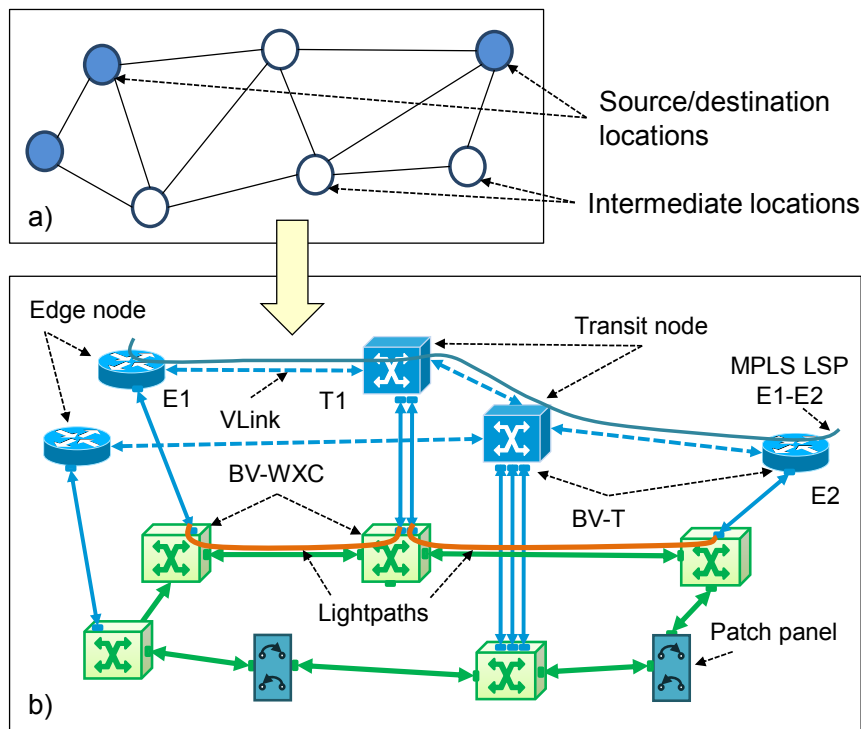 Source/destination
locations
Intermediate locations
a)
Edge node
Transit node
MPLS LSP
E1-E2
E1
T1
VLink
BV-WXC
BV-T
E2
Lightpaths
Patch panel
b)